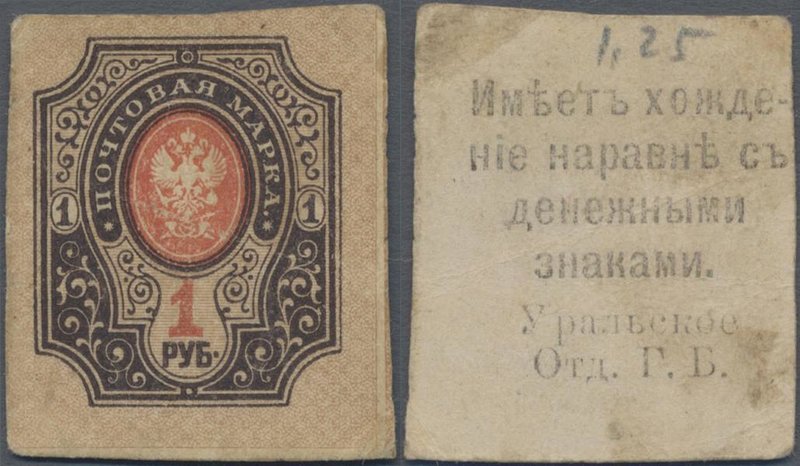 ПОЧТОВАЯ МАРКА.
1 1
1
РУБ.
1,25
Имѣетъ хожде-
ніе наравнѣ съ
денежными
знаками.
Уральское
Отд. Г. Б.